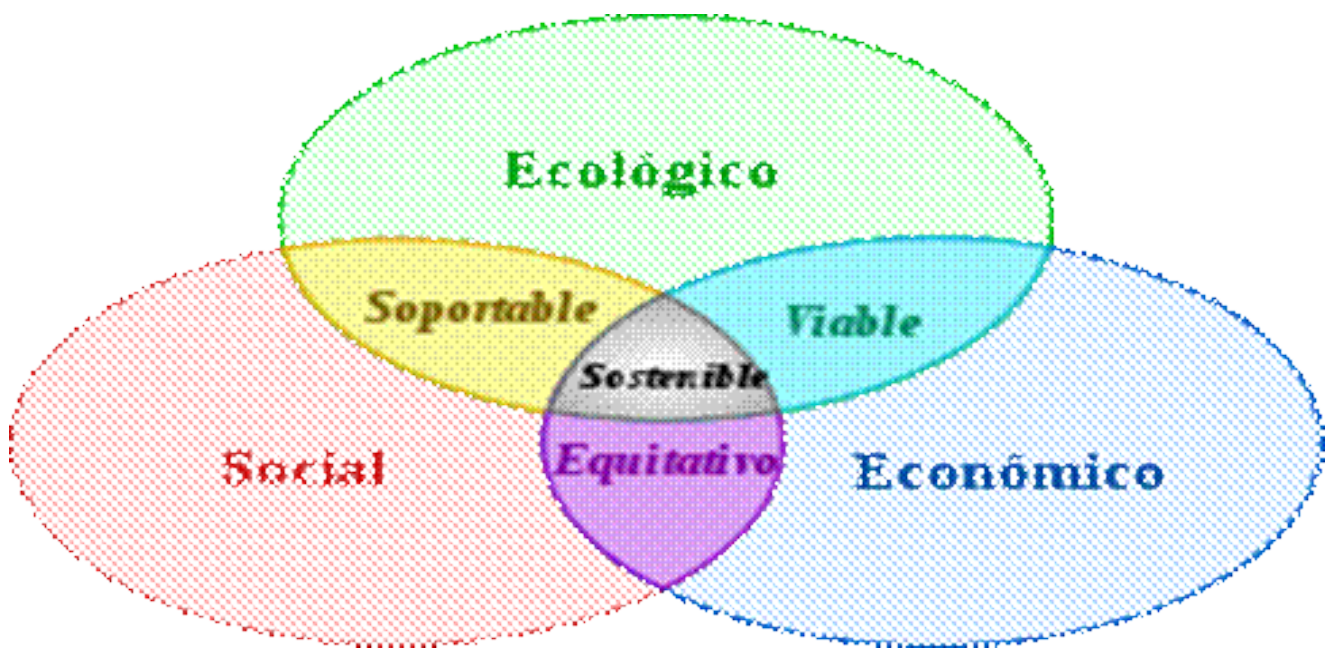 Ecológico
Soportable
Viable
Sostenible
Social
Equitativo
Económico